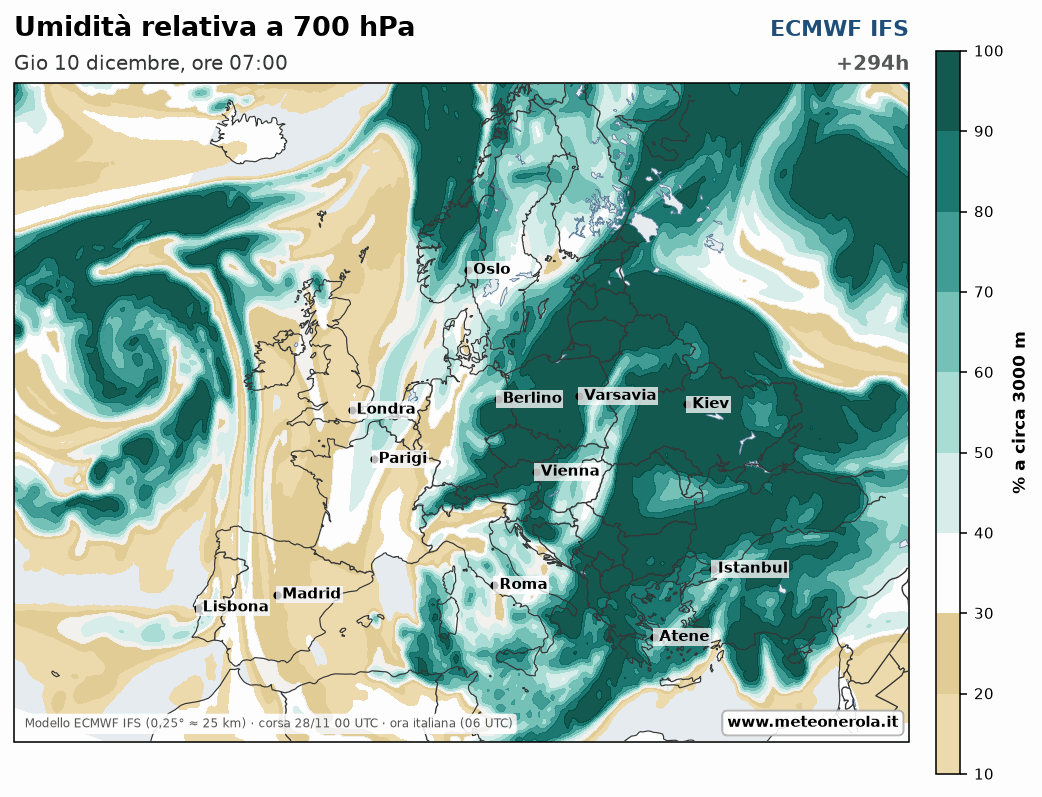 Umidità relativa a 700 hPa
ECMWF IFS
Gio 10 dicembre, ore 07:00
+294h
Oslo
Berlino
Varsavia
Kiev
Londra
Parigi
Vienna
Istanbul
Roma
Madrid
Lisbona
Atene
Modello ECMWF IFS (0,25° ≈ 25 km) · corsa 28/11 00 UTC · ora italiana (06 UTC)
www.meteonerola.it
100
90
80
70
60
50
40
30
20
10
% a circa 3000 m